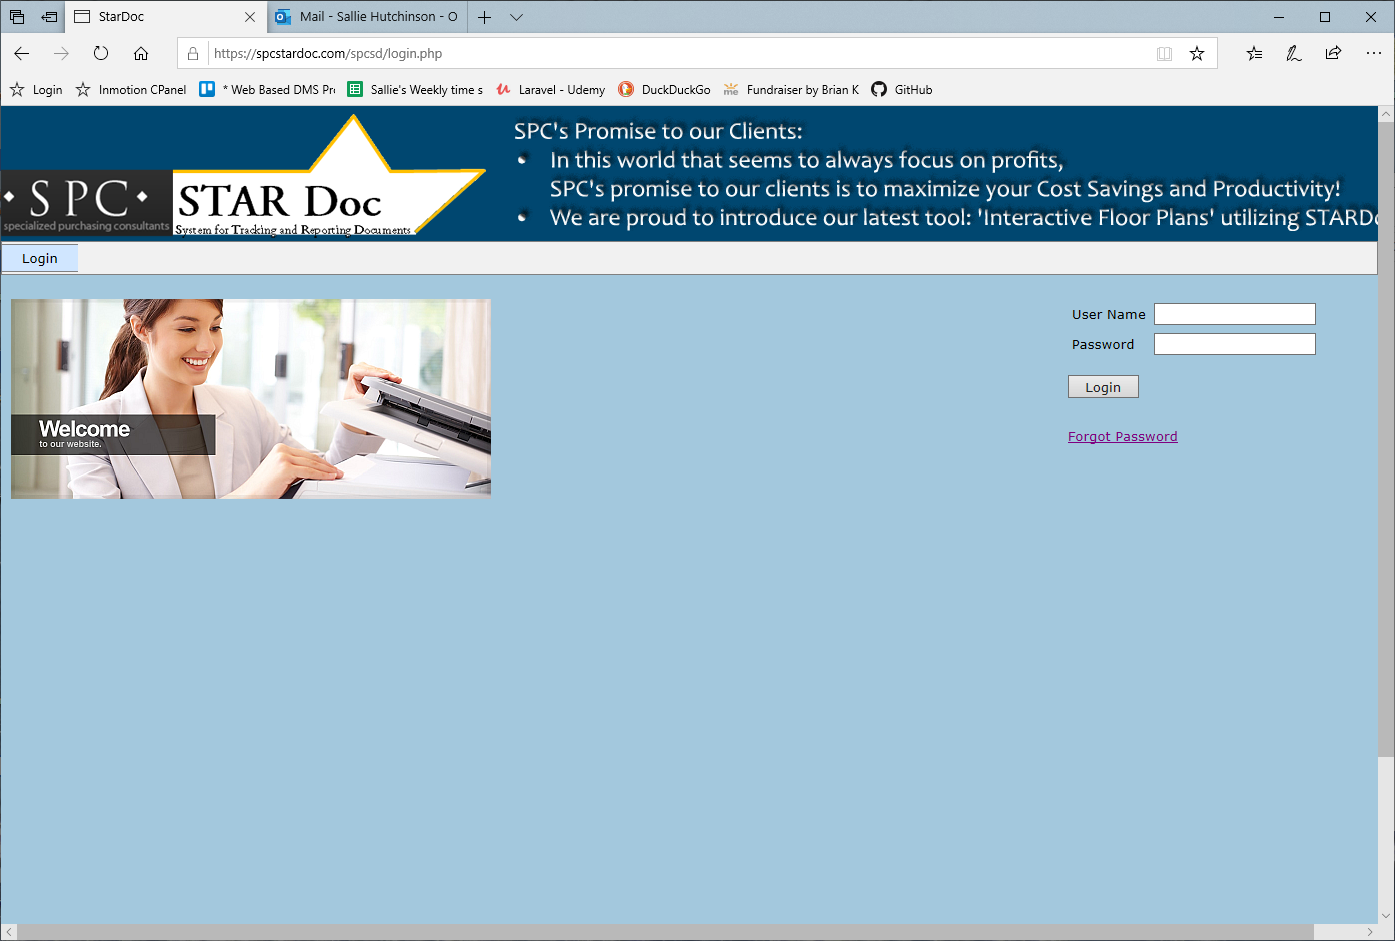 StarDoc
Mail - Sallie Hutchinson - O
https://spcstardoc.com/spcsd/login.php
Login
Inmotion CPanel
* Web Based DMS Pr
Sallie's Weekly time s
Laravel - Udemy
DuckDuckGo
Fundraiser by Brian K
GitHub
SPC
specialized purchasing consultants
STAR Doc
System for Tracking and Reporting Documents
SPC's Promise to our Clients:
• In this world that seems to always focus on profits,
SPC's promise to our clients is to maximize your Cost Savings and Productivity!
• We are proud to introduce our latest tool: 'Interactive Floor Plans' utilizing STARDo
Login
Welcome
to our website.
User Name
Password
Login
Forgot Password